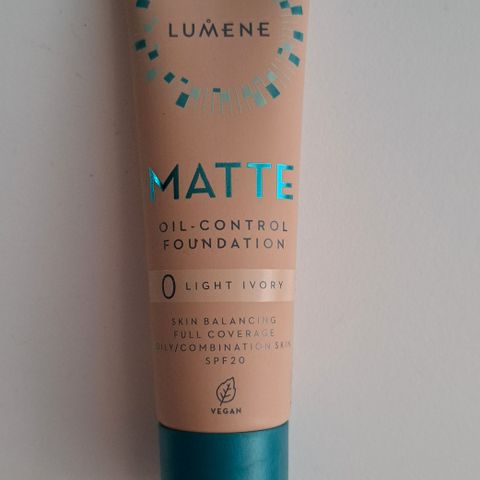 LUMENE
MATTE
OIL-CONTROL
FOUNDATION
0 LIGHT IVORY
SKIN BALANCING
FULL COVERAGE
OILY/COMBINATION SKIN
SPF20
VEGAN